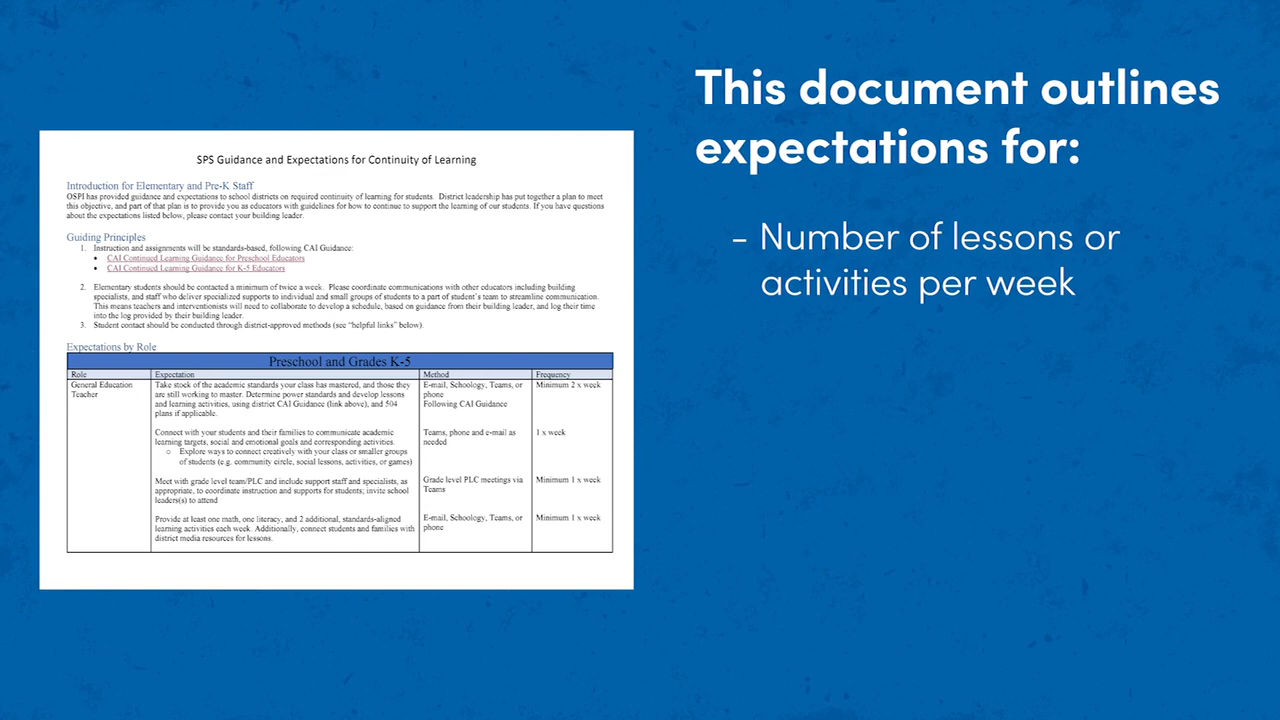 This document outlines
expectations for:
- Number of lessons or
activities per week
SPS Guidance and Expectations for Continuity of Learning
Introduction for Elementary and Pre-K Staff
OSPI has provided guidance and expectations to school districts on required continuity of learning for students. District leadership has put together a plan to meet
this objective, and part of that plan is to provide you as educators with guidelines for how to continue to support the learning of our students. If you have questions
about the expectations listed below, please contact your building leader.
Guiding Principles
1. Instruction and assignments will be standards-based, following CAI Guidance:
• CAI Continued Learning Guidance for Preschool Educators
• CAI Continued Learning Guidance for K-5 Educators
2. Elementary students should be contacted a minimum of twice a week. Please coordinate communications with other educators including building
specialists, and staff who deliver specialized supports to individual and small groups of students to a part of student's team to streamline communication.
This means teachers and interventionists will need to collaborate to develop a schedule, based on guidance from their building leader, and log their time
into the log provided by their building leader.
3. Student contact should be conducted through district-approved methods (see "helpful links" below).
Expectations by Role
Preschool and Grades K-5
Role Expectation Method Frequency
General Education
Teacher
Take stock of the academic standards your class has mastered, and those they
are still working to master. Determine power standards and develop lessons
and learning activities, using district CAI Guidance (link above), and 504
plans if applicable.
E-mail, Schoology, Teams, or
phone
Following CAI Guidance
Minimum 2 x week
Connect with your students and their families to communicate academic
learning targets, social and emotional goals and corresponding activities.
o Explore ways to connect creatively with your class or smaller groups
of students (e.g. community circle, social lessons, activities, or games)
Teams, phone and e-mail as
needed
1 x week
Meet with grade level team/PLC and include support staff and specialists, as
appropriate, to coordinate instruction and supports for students; invite school
leaders(s) to attend
Grade level PLC meetings via
Teams
Minimum 1 x week
Provide at least one math, one literacy, and 2 additional, standards-aligned
learning activities each week. Additionally, connect students and families with
district media resources for lessons.
E-mail, Schoology, Teams, or
phone
Minimum 1 x week